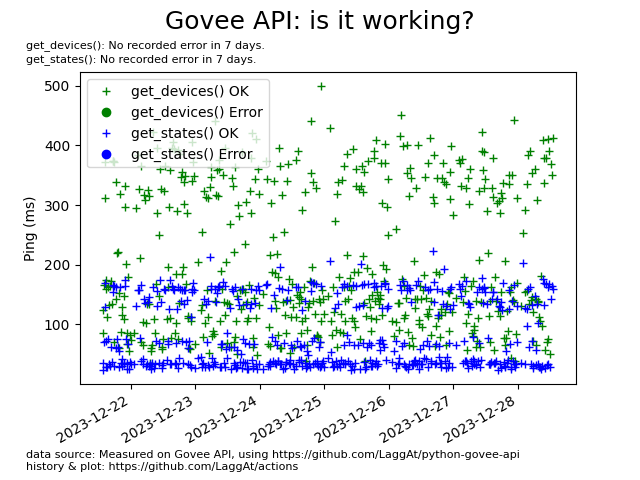 Govee API: is it working?
get_devices(): No recorded error in 7 days.
get_states(): No recorded error in 7 days.
500
400
300
200
100
Ping (ms)
get_devices() OK
get_devices() Error
get_states() OK
get_states() Error
2023-12-22
2023-12-23
2023-12-24
2023-12-25
2023-12-26
2023-12-27
2023-12-28
data source: Measured on Govee API, using https://github.com/LaggAt/python-govee-api
history & plot: https://github.com/LaggAt/actions